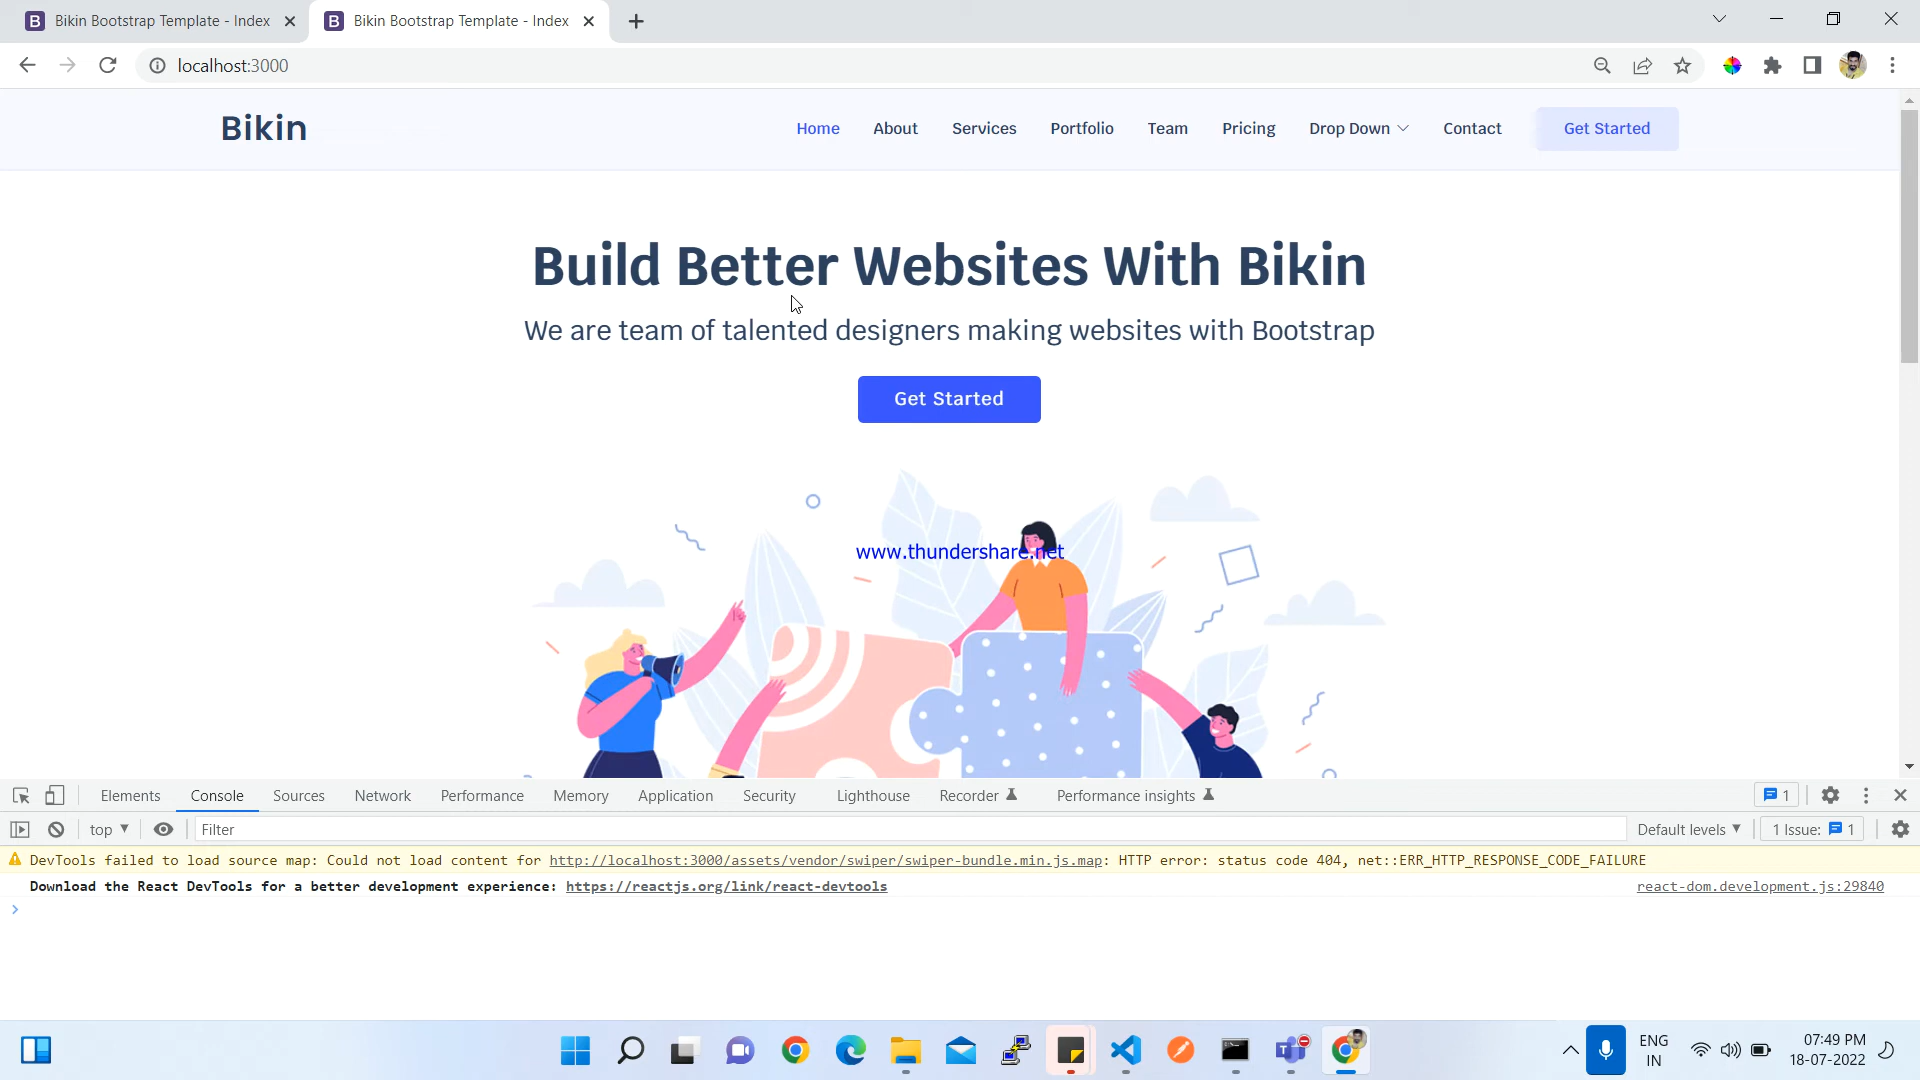 Bikin Bootstrap Template - Index
Bikin Bootstrap Template - Index
localhost:3000
Bikin
Home
About
Services
Portfolio
Team
Pricing
Drop Down
Contact
Get Started
Build Better Websites With Bikin
We are team of talented designers making websites with Bootstrap
Get Started
www.thundershare.net
Elements
Console
Sources
Network
Performance
Memory
Application
Security
Lighthouse
Recorder
Performance insights
1
top
Filter
Default levels
1 Issue: 1
DevTools failed to load source map: Could not load content for http://localhost:3000/assets/vendor/swiper/swiper-bundle.min.js.map: HTTP error: status code 404, net::ERR_HTTP_RESPONSE_CODE_FAILURE
Download the React DevTools for a better development experience: https://reactjs.org/link/react-devtools
react-dom.development.js:29840
ENG
IN
07:49 PM
18-07-2022